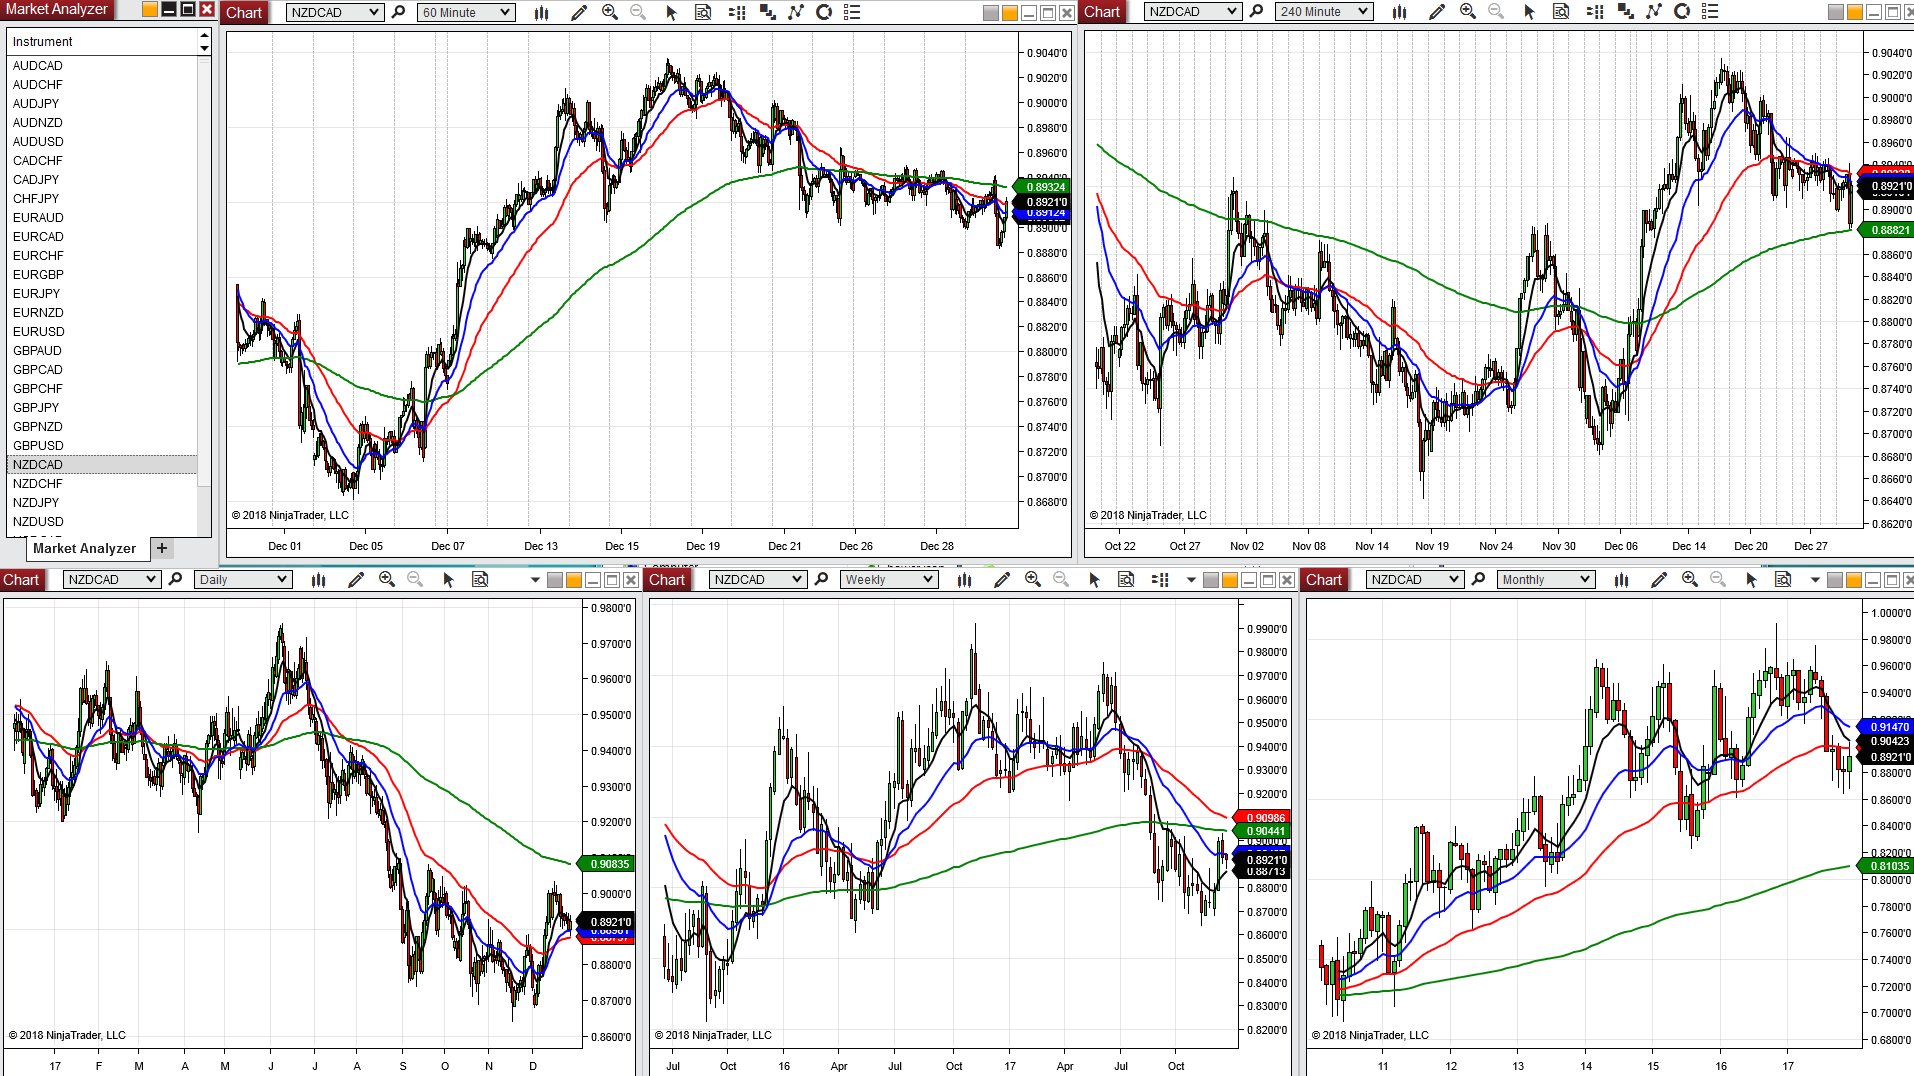 Market Analyzer
Instrument
AUDCAD
AUDCHF
AUDJPY
AUDNZD
AUDUSD
CADCHF
CADJPY
CHFJPY
EURAUD
EURCAD
EURCHF
EURGBP
EURJPY
EURNZD
EURUSD
GBPAUD
GBPCAD
GBPCHF
GBPJPY
GBPNZD
GBPUSD
NZDCAD
NZDCHF
NZDJPY
NZDUSD
Market Analyzer +
Chart NZDCAD 60 Minute
0.9040'0
0.9020'0
0.9000'0
0.8980'0
0.8960'0
0.89324
0.8921'0
0.89124
0.8900'0
0.8880'0
0.8860'0
0.8840'0
0.8820'0
0.8800'0
0.8780'0
0.8760'0
0.8740'0
0.8720'0
0.8700'0
0.8680'0
© 2018 NinjaTrader, LLC
Dec 01 Dec 05 Dec 07 Dec 13 Dec 15 Dec 19 Dec 21 Dec 26 Dec 28
Chart NZDCAD 240 Minute
0.9040'0
0.9020'0
0.9000'0
0.8980'0
0.8960'0
0.8921'0
0.8900'0
0.88821
0.8860'0
0.8840'0
0.8820'0
0.8800'0
0.8780'0
0.8760'0
0.8740'0
0.8720'0
0.8700'0
0.8680'0
0.8660'0
0.8640'0
0.8620'0
© 2018 NinjaTrader, LLC
Oct 22 Oct 27 Nov 02 Nov 08 Nov 14 Nov 19 Nov 24 Nov 30 Dec 06 Dec 14 Dec 20 Dec 27
Chart NZDCAD Daily
0.9800'0
0.9700'0
0.9600'0
0.9500'0
0.9400'0
0.9300'0
0.9200'0
0.90835
0.9000'0
0.8921'0
0.8800'0
0.8700'0
0.8600'0
© 2018 NinjaTrader, LLC
17 F M A M J J A S O N D
Chart NZDCAD Weekly
0.9900'0
0.9800'0
0.9700'0
0.9600'0
0.9500'0
0.9400'0
0.9300'0
0.9200'0
0.90986
0.90441
0.8921'0
0.88713
0.8800'0
0.8700'0
0.8600'0
0.8500'0
0.8400'0
0.8300'0
0.8200'0
© 2018 NinjaTrader, LLC
Jul Oct 16 Apr Jul Oct 17 Apr Jul Oct
Chart NZDCAD Monthly
1.0000'0
0.9800'0
0.9600'0
0.9400'0
0.91470
0.90423
0.8921'0
0.8800'0
0.8600'0
0.8400'0
0.8200'0
0.81035
0.8000'0
0.7800'0
0.7600'0
0.7400'0
0.7200'0
0.7000'0
0.6800'0
© 2018 NinjaTrader, LLC
11 12 13 14 15 16 17